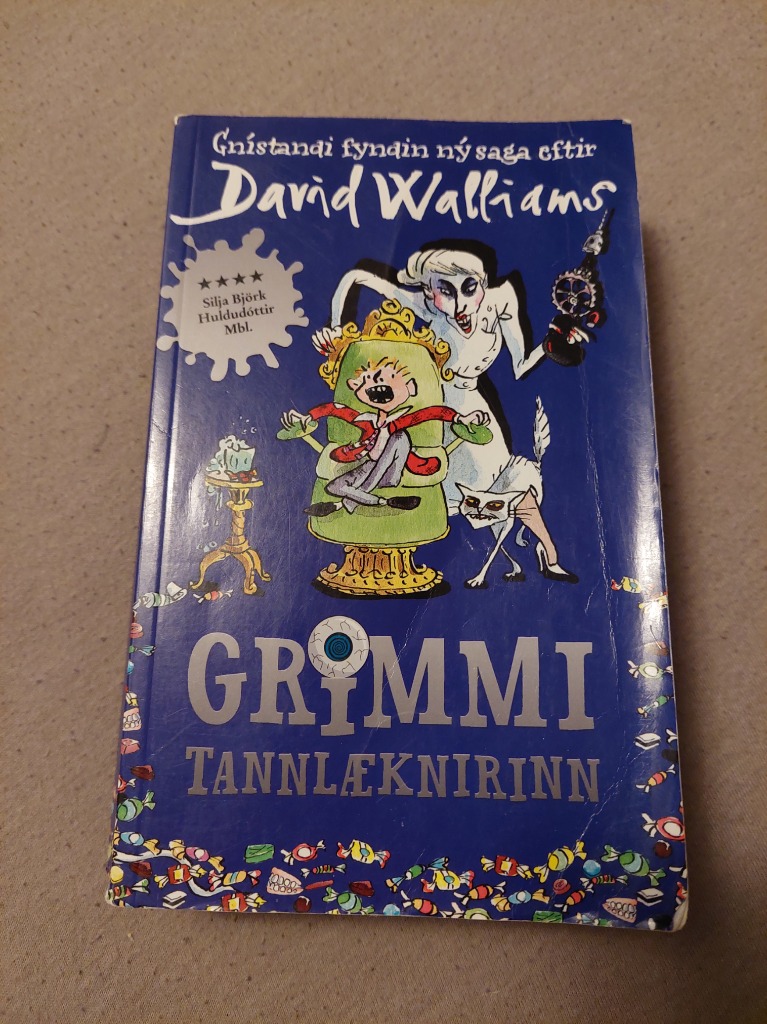 Gnístandi fyndin ný saga eftir
David Walliams
★★★★
Silja Björk
Huldudóttir
Mbl.
GRIMMI
TANNLÆKNIRINN